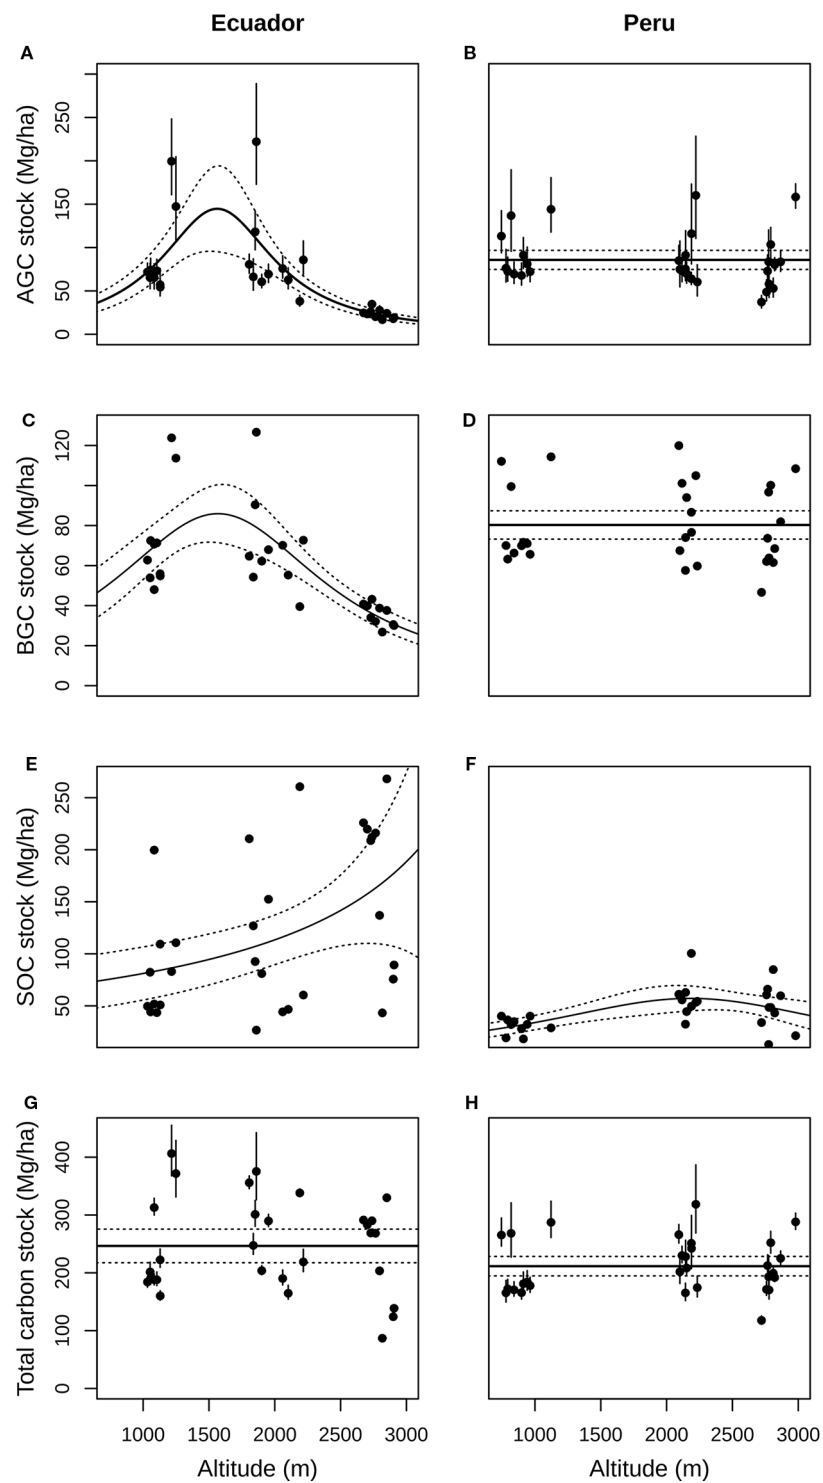 Ecuador Peru
A B
AGC stock (Mg/ha)
0 50 150 250
C D
BGC stock (Mg/ha)
0 20 40 60 80 120
E F
SOC stock (Mg/ha)
50 100 150 200 250
G H
Total carbon stock (Mg/ha)
0 100 200 300 400
1000 1500 2000 2500 3000 1000 1500 2000 2500 3000
Altitude (m) Altitude (m)